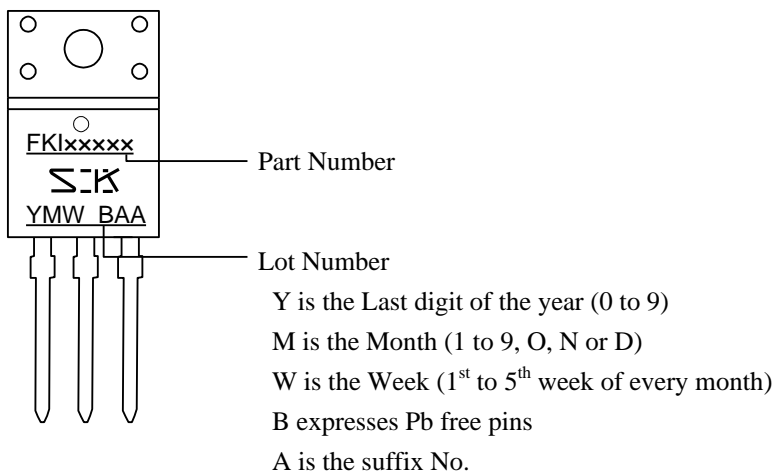 FKI×××××
Part Number
SK
YMW BAA
Lot Number
Y is the Last digit of the year (0 to 9)
M is the Month (1 to 9, O, N or D)
W is the Week (1st to 5th week of every month)
B expresses Pb free pins
A is the suffix No.